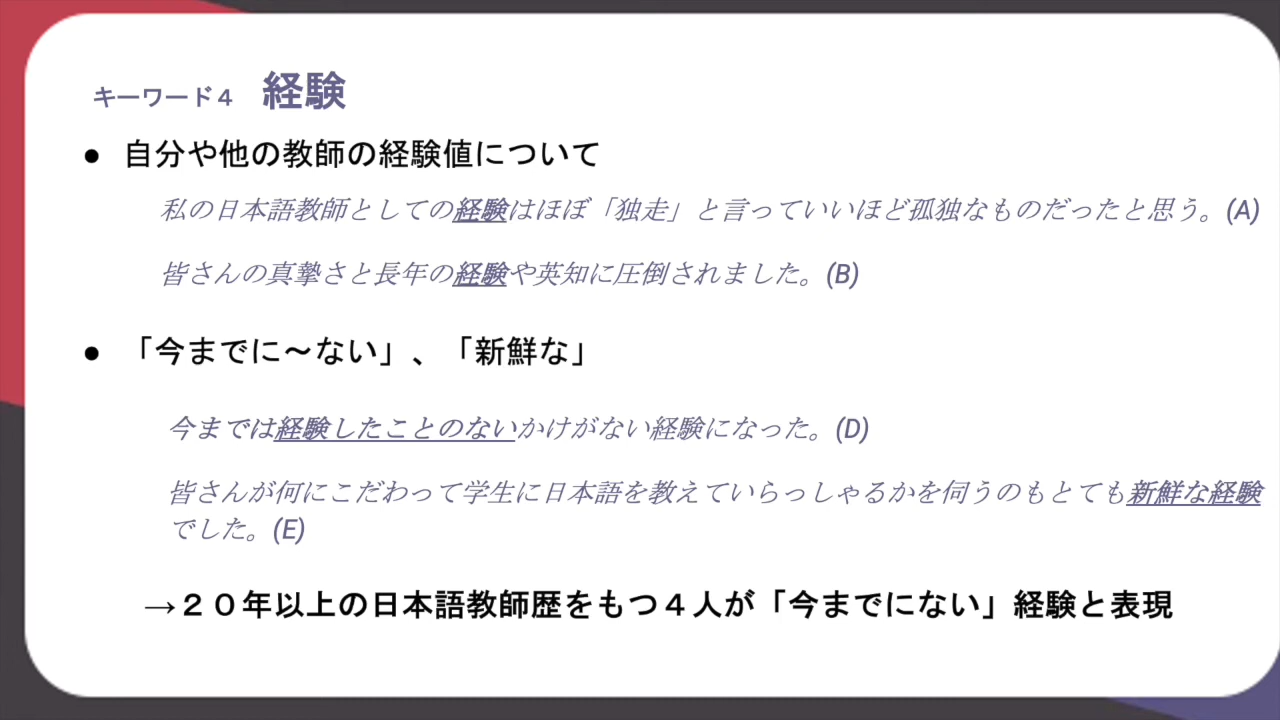 キーワード４　経験
● 自分や他の教師の経験値について
私の日本語教師としての経験はほぼ「独走」と言っていいほど孤独なものだったと思う。(A)
皆さんの真摯さと長年の経験や英知に圧倒されました。(B)
● 「今までに～ない」、「新鮮な」
今までは経験したことのないかけがない経験になった。(D)
皆さんが何にこだわって学生に日本語を教えていらっしゃるかを伺うのもとても新鮮な経験
でした。(E)
→２０年以上の日本語教師歴をもつ４人が「今までにない」経験と表現